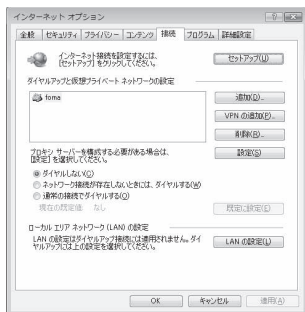 インターネット オプション
全般 セキュリティ プライバシー コンテンツ 接続 プログラム 詳細設定
インターネット接続を設定するには、
[セットアップ] をクリックしてください。
セットアップ(U)
ダイヤルアップと仮想プライベート ネットワークの設定
foma
追加(D)...
VPN の追加(P)...
削除(R)...
設定(S)
プロキシ サーバーを構成する必要がある場合は、
[設定] を選択してください。
ダイヤルしない(C)
ネットワーク接続が存在しないときには、ダイヤルする(W)
通常の接続でダイヤルする(O)
現在の既定値: なし
既定に設定(E)
ローカル エリア ネットワーク (LAN) の設定
LAN の設定はダイヤルアップ接続には適用されません。ダイ
ヤルアップには上の設定を選択してください。
LAN の設定(L)
OK キャンセル 適用(A)